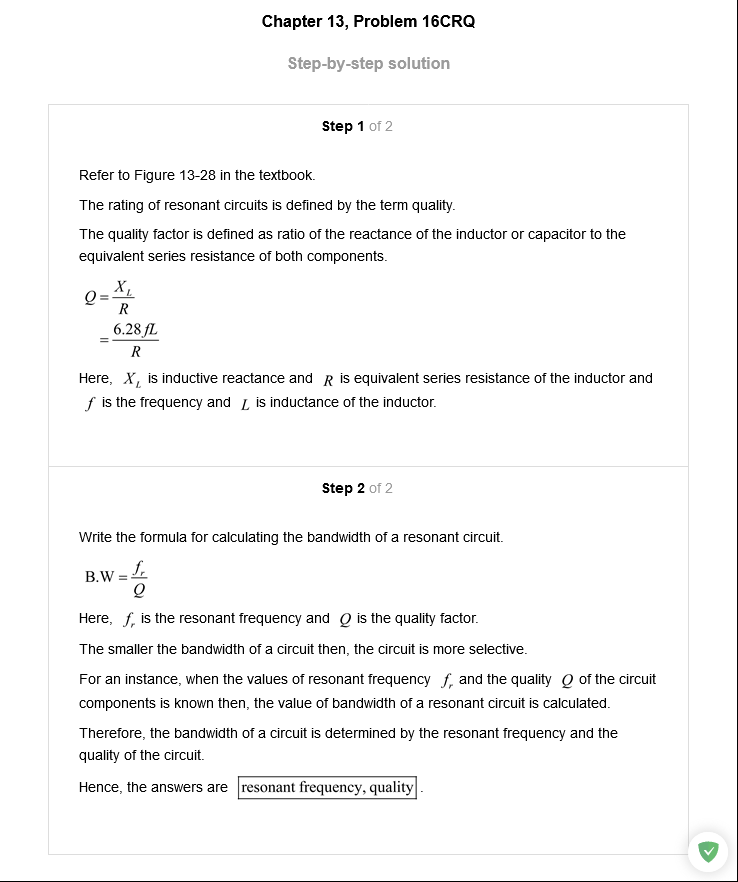 Chapter 13, Problem 16CRQ
Step-by-step solution
Step 1 of 2
Refer to Figure 13-28 in the textbook.
The rating of resonant circuits is defined by the term quality.
The quality factor is defined as ratio of the reactance of the inductor or capacitor to the
equivalent series resistance of both components.
Q = X_L / R
= 6.28 fL / R
Here, X_L is inductive reactance and R is equivalent series resistance of the inductor and
f is the frequency and L is inductance of the inductor.
Step 2 of 2
Write the formula for calculating the bandwidth of a resonant circuit.
B.W = f_r / Q
Here, f_r is the resonant frequency and Q is the quality factor.
The smaller the bandwidth of a circuit then, the circuit is more selective.
For an instance, when the values of resonant frequency f_r and the quality Q of the circuit
components is known then, the value of bandwidth of a resonant circuit is calculated.
Therefore, the bandwidth of a circuit is determined by the resonant frequency and the
quality of the circuit.
Hence, the answers are resonant frequency, quality.